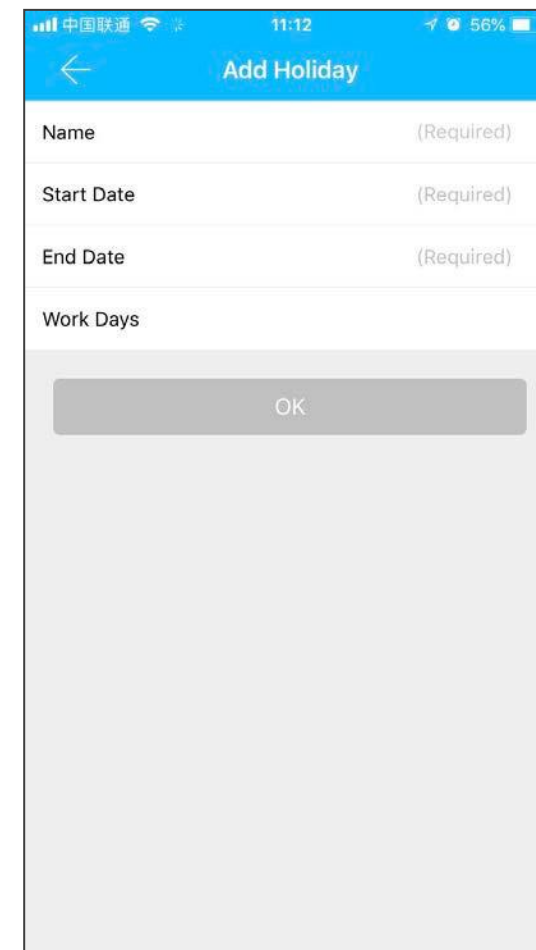 中国联通 11:12 56%
Add Holiday
Name (Required)
Start Date (Required)
End Date (Required)
Work Days
OK